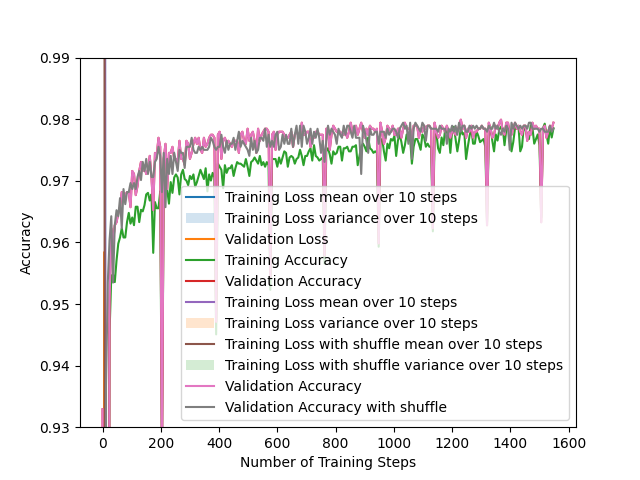 0.99
0.98
0.97
0.96
0.95
0.94
0.93
Accuracy
Training Loss mean over 10 steps
Training Loss variance over 10 steps
Validation Loss
Training Accuracy
Validation Accuracy
Training Loss mean over 10 steps
Training Loss variance over 10 steps
Training Loss with shuffle mean over 10 steps
Training Loss with shuffle variance over 10 steps
Validation Accuracy
Validation Accuracy with shuffle
0 200 400 600 800 1000 1200 1400 1600
Number of Training Steps